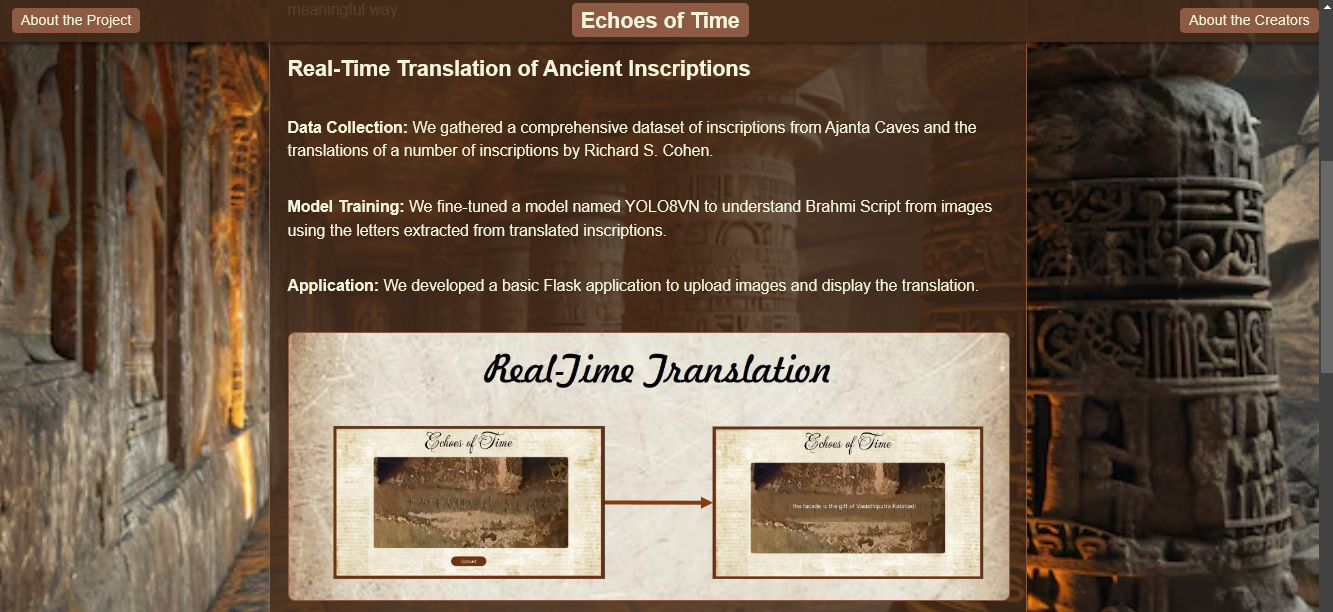 meaningful way.
About the Project
Echoes of Time
About the Creators
Real-Time Translation of Ancient Inscriptions
Data Collection: We gathered a comprehensive dataset of inscriptions from Ajanta Caves and the
translations of a number of inscriptions by Richard S. Cohen.
Model Training: We fine-tuned a model named YOLO8VN to understand Brahmi Script from images
using the letters extracted from translated inscriptions.
Application: We developed a basic Flask application to upload images and display the translation.
Real-Time Translation
Echoes of Time
Upload
Echoes of Time
the facade is the gift of Vasisthiputra Katahadi